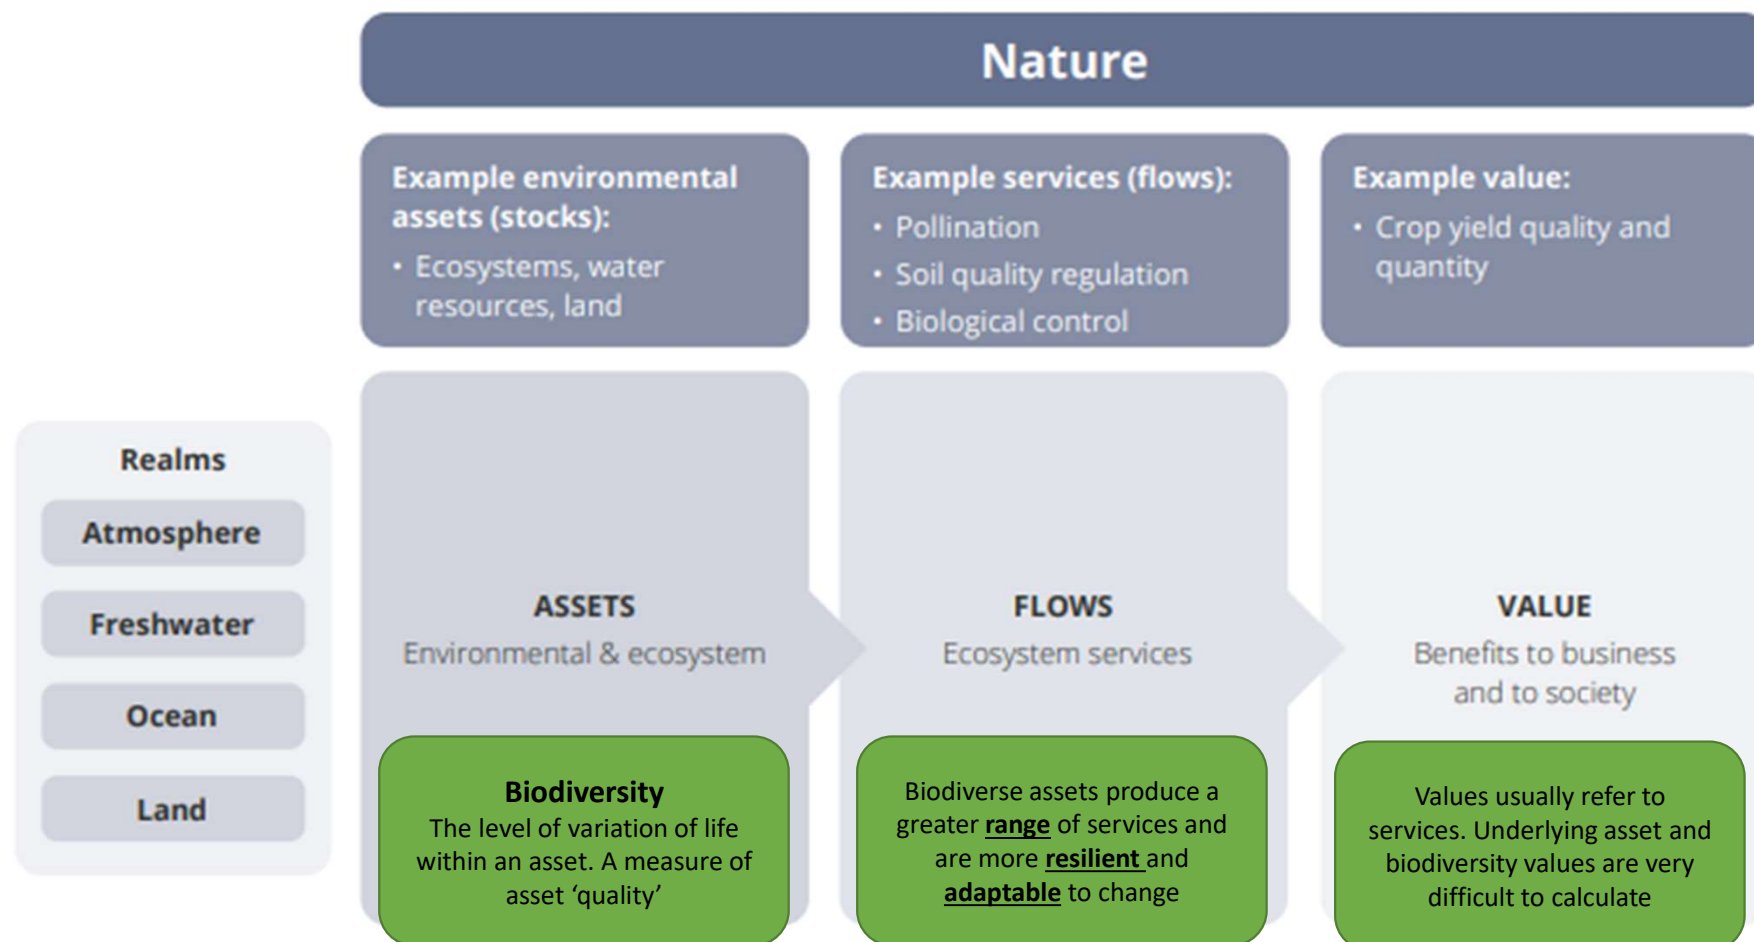 Nature
Example environmental
assets (stocks):
• Ecosystems, water
resources, land
Example services (flows):
• Pollination
• Soil quality regulation
• Biological control
Example value:
• Crop yield quality and
quantity
Realms
Atmosphere
Freshwater
Ocean
Land
ASSETS
Environmental & ecosystem
FLOWS
Ecosystem services
VALUE
Benefits to business
and to society
Biodiversity
The level of variation of life
within an asset. A measure of
asset ‘quality’
Biodiverse assets produce a
greater range of services and
are more resilient and
adaptable to change
Values usually refer to
services. Underlying asset and
biodiversity values are very
difficult to calculate